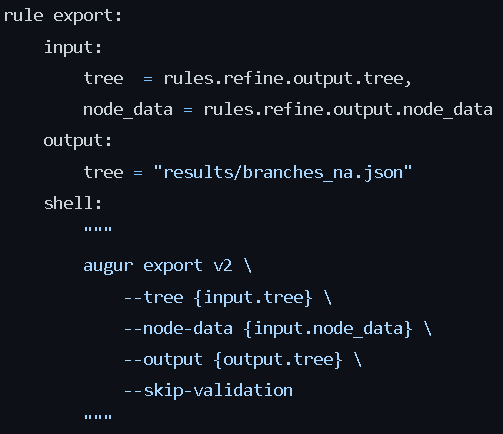 rule export:
    input:
        tree  = rules.refine.output.tree,
        node_data = rules.refine.output.node_data
    output:
        tree = "results/branches_na.json"
    shell:
        """
        augur export v2 \
            --tree {input.tree} \
            --node-data {input.node_data} \
            --output {output.tree} \
            --skip-validation
        """